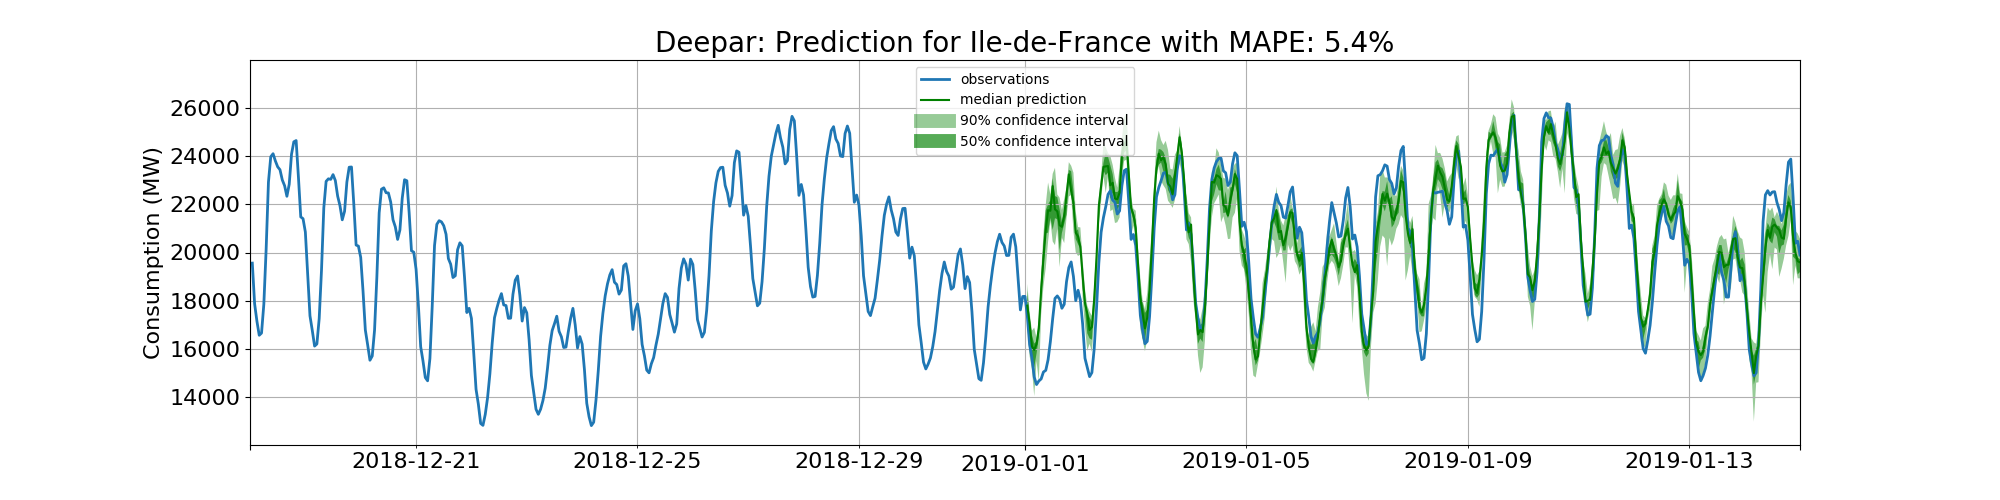 Deepar: Prediction for Ile-de-France with MAPE: 5.4%
observations
median prediction
90% confidence interval
50% confidence interval
Consumption (MW)
26000
24000
22000
20000
18000
16000
14000
2018-12-21 2018-12-25 2018-12-29 2019-01-01 2019-01-05 2019-01-09 2019-01-13